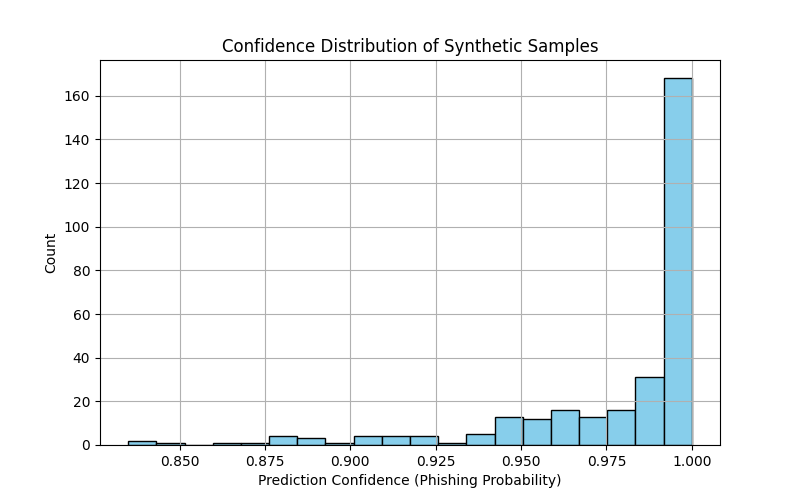 Confidence Distribution of Synthetic Samples
160
140
120
100
80
60
40
20
0
Count
0.850 0.875 0.900 0.925 0.950 0.975 1.000
Prediction Confidence (Phishing Probability)